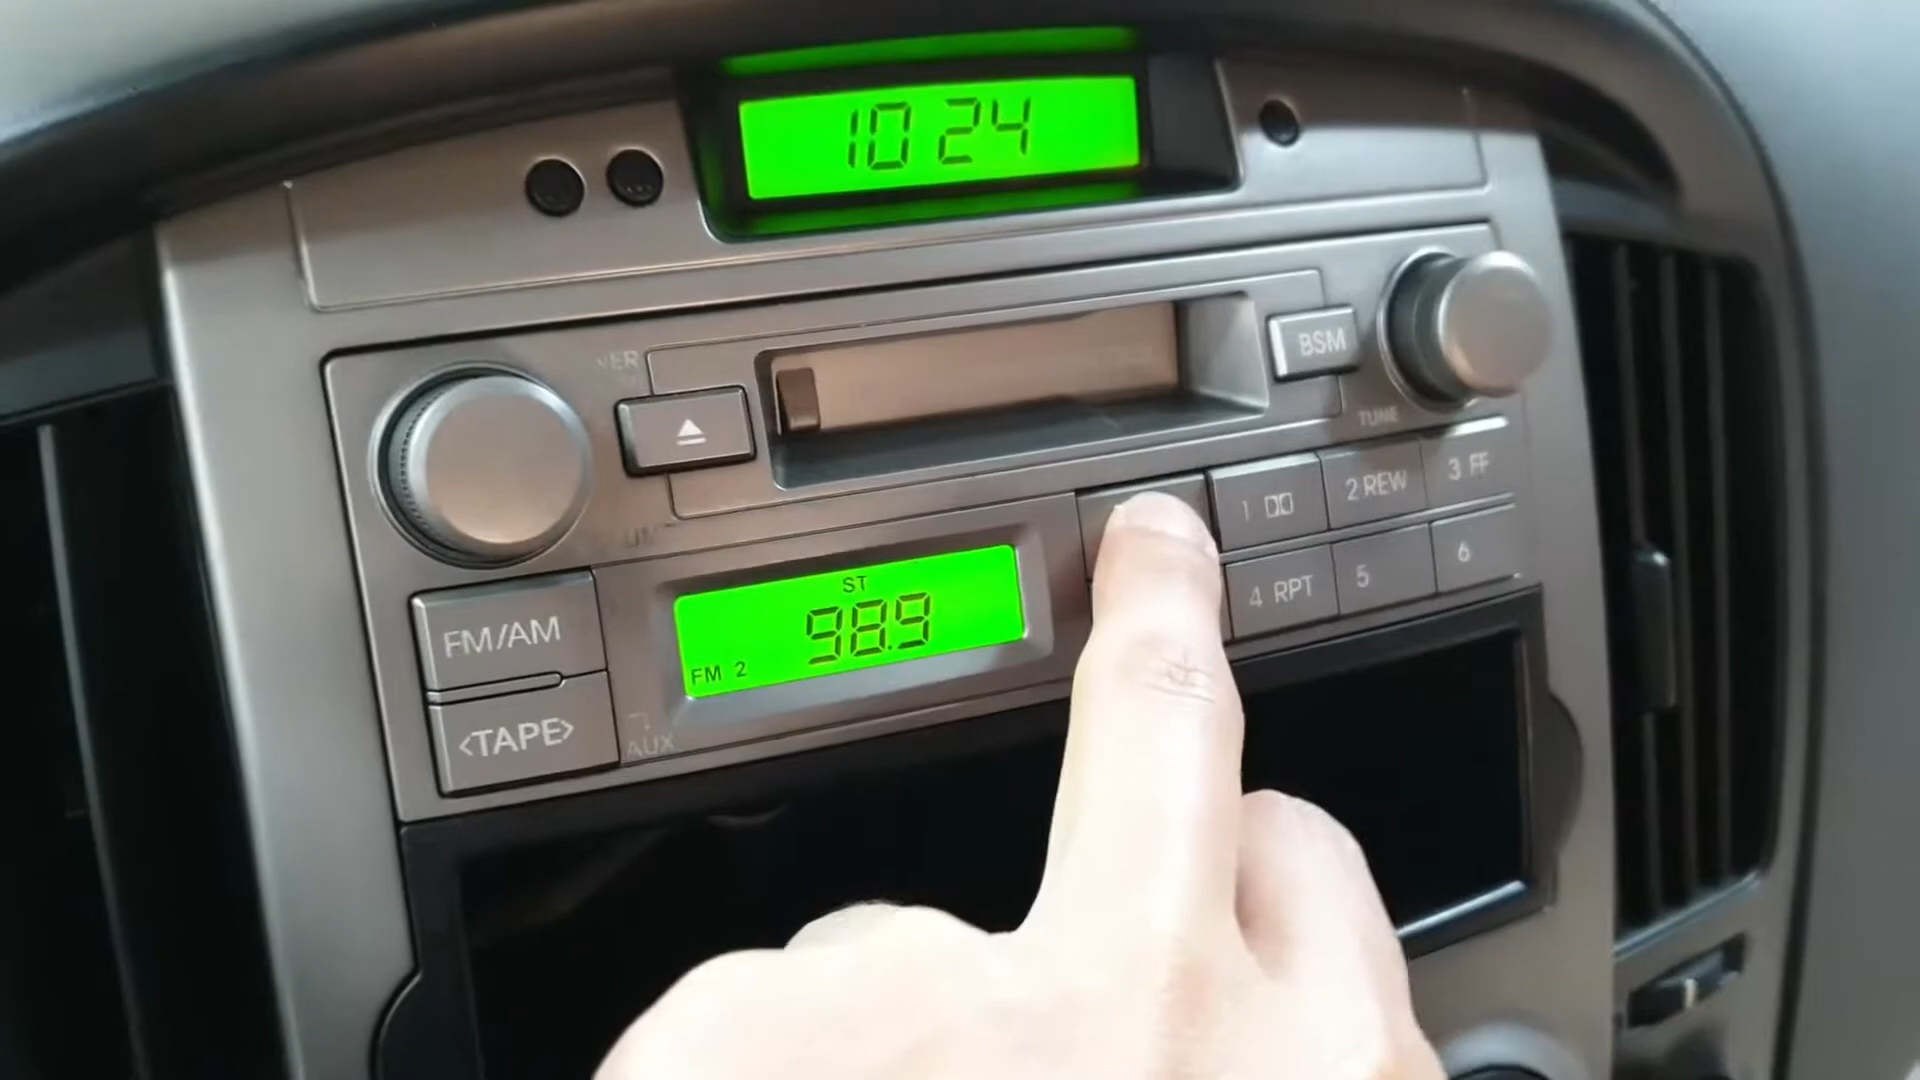 10 24
BSM
TUNE
1
2 REW
3 FF
ST
98.9
FM 2
4 RPT
5
6
FM/AM
<TAPE>
AUX